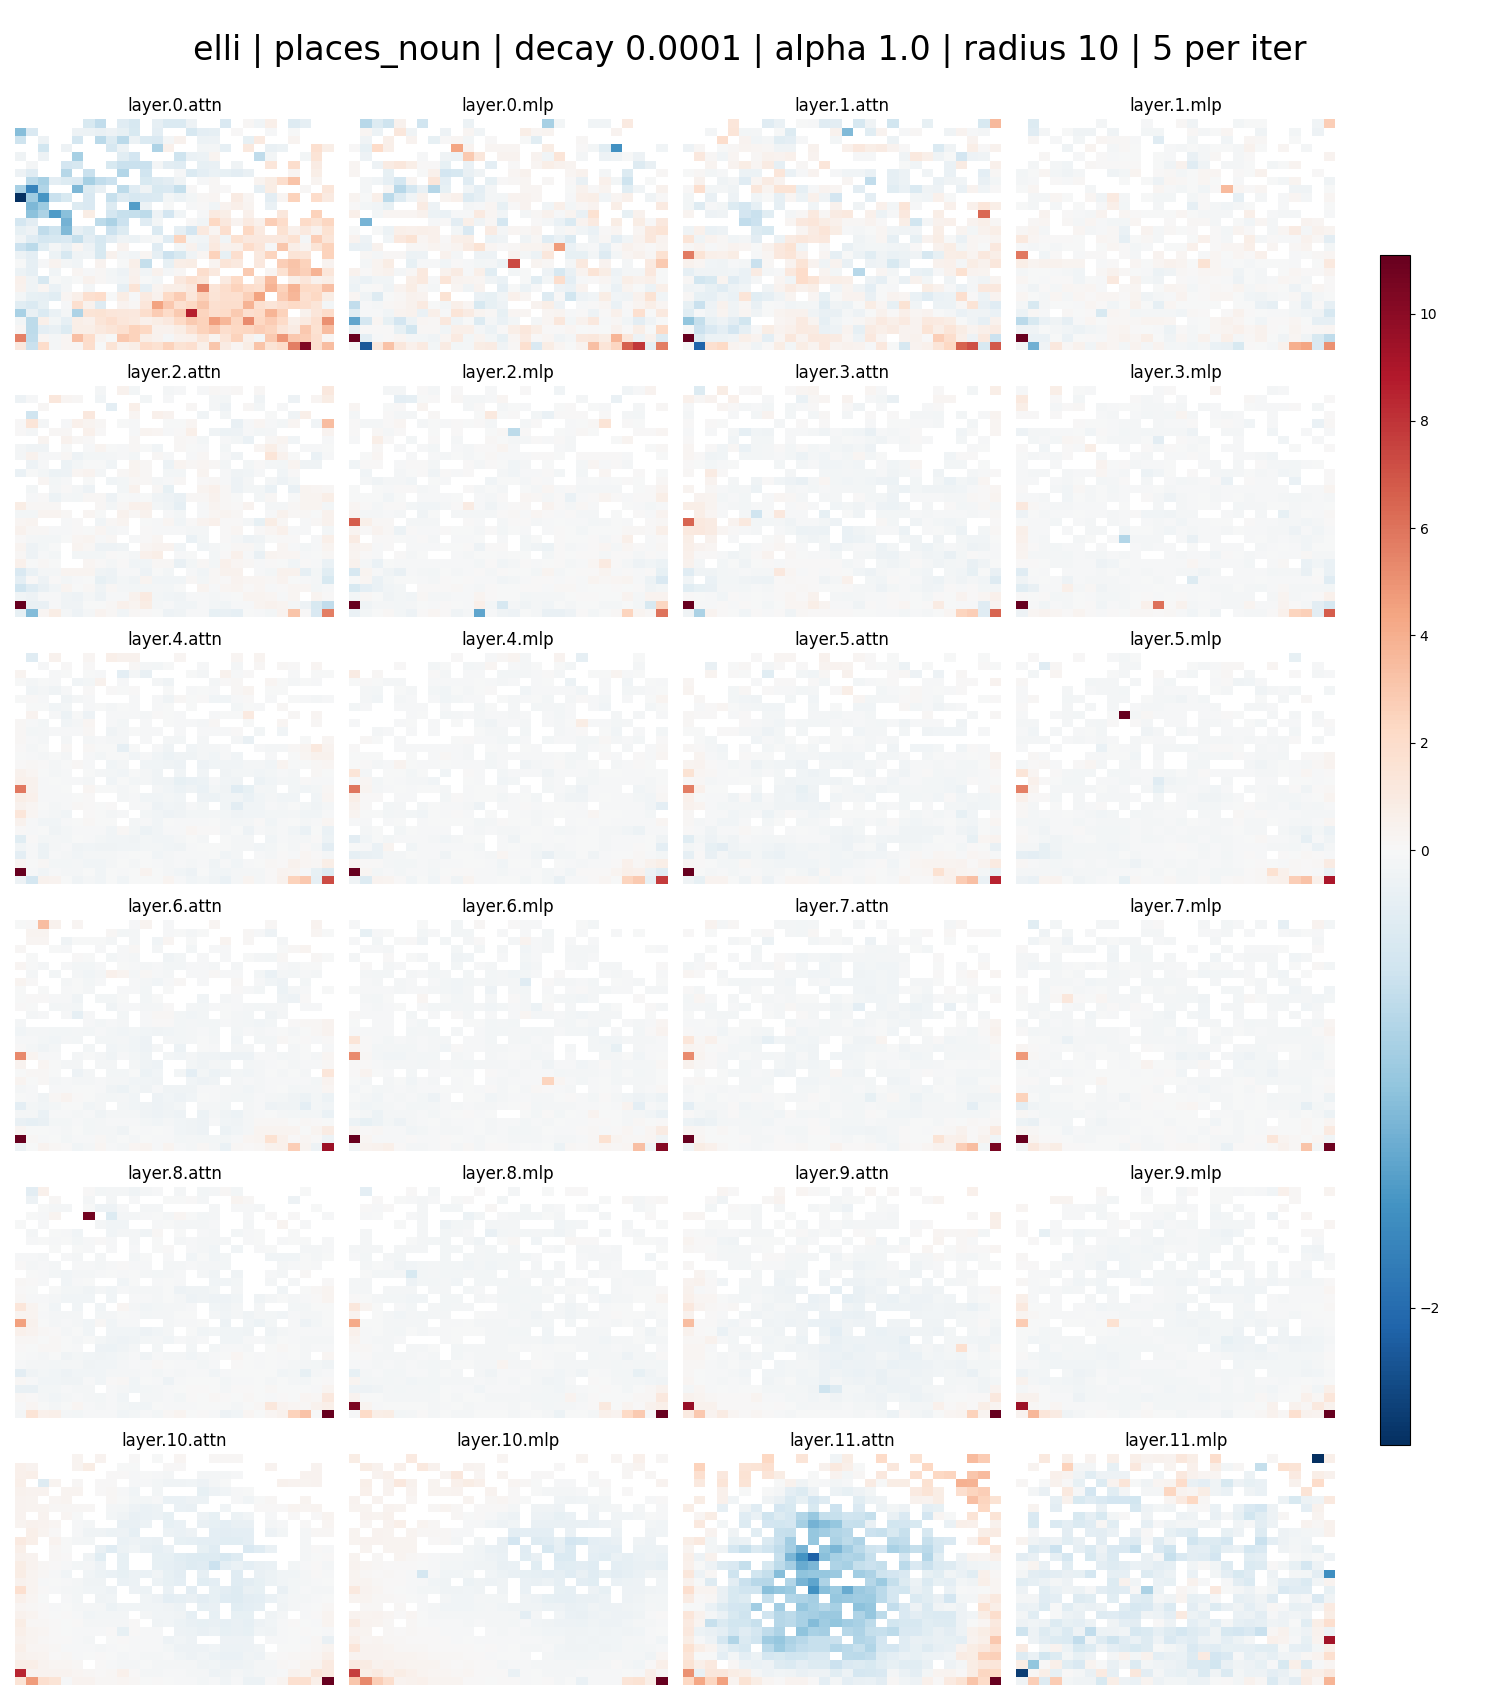 elli | places_noun | decay 0.0001 | alpha 1.0 | radius 10 | 5 per iter
layer.0.attn
layer.0.mlp
layer.1.attn
layer.1.mlp
layer.2.attn
layer.2.mlp
layer.3.attn
layer.3.mlp
layer.4.attn
layer.4.mlp
layer.5.attn
layer.5.mlp
layer.6.attn
layer.6.mlp
layer.7.attn
layer.7.mlp
layer.8.attn
layer.8.mlp
layer.9.attn
layer.9.mlp
layer.10.attn
layer.10.mlp
layer.11.attn
layer.11.mlp
10
8
6
4
2
0
−2